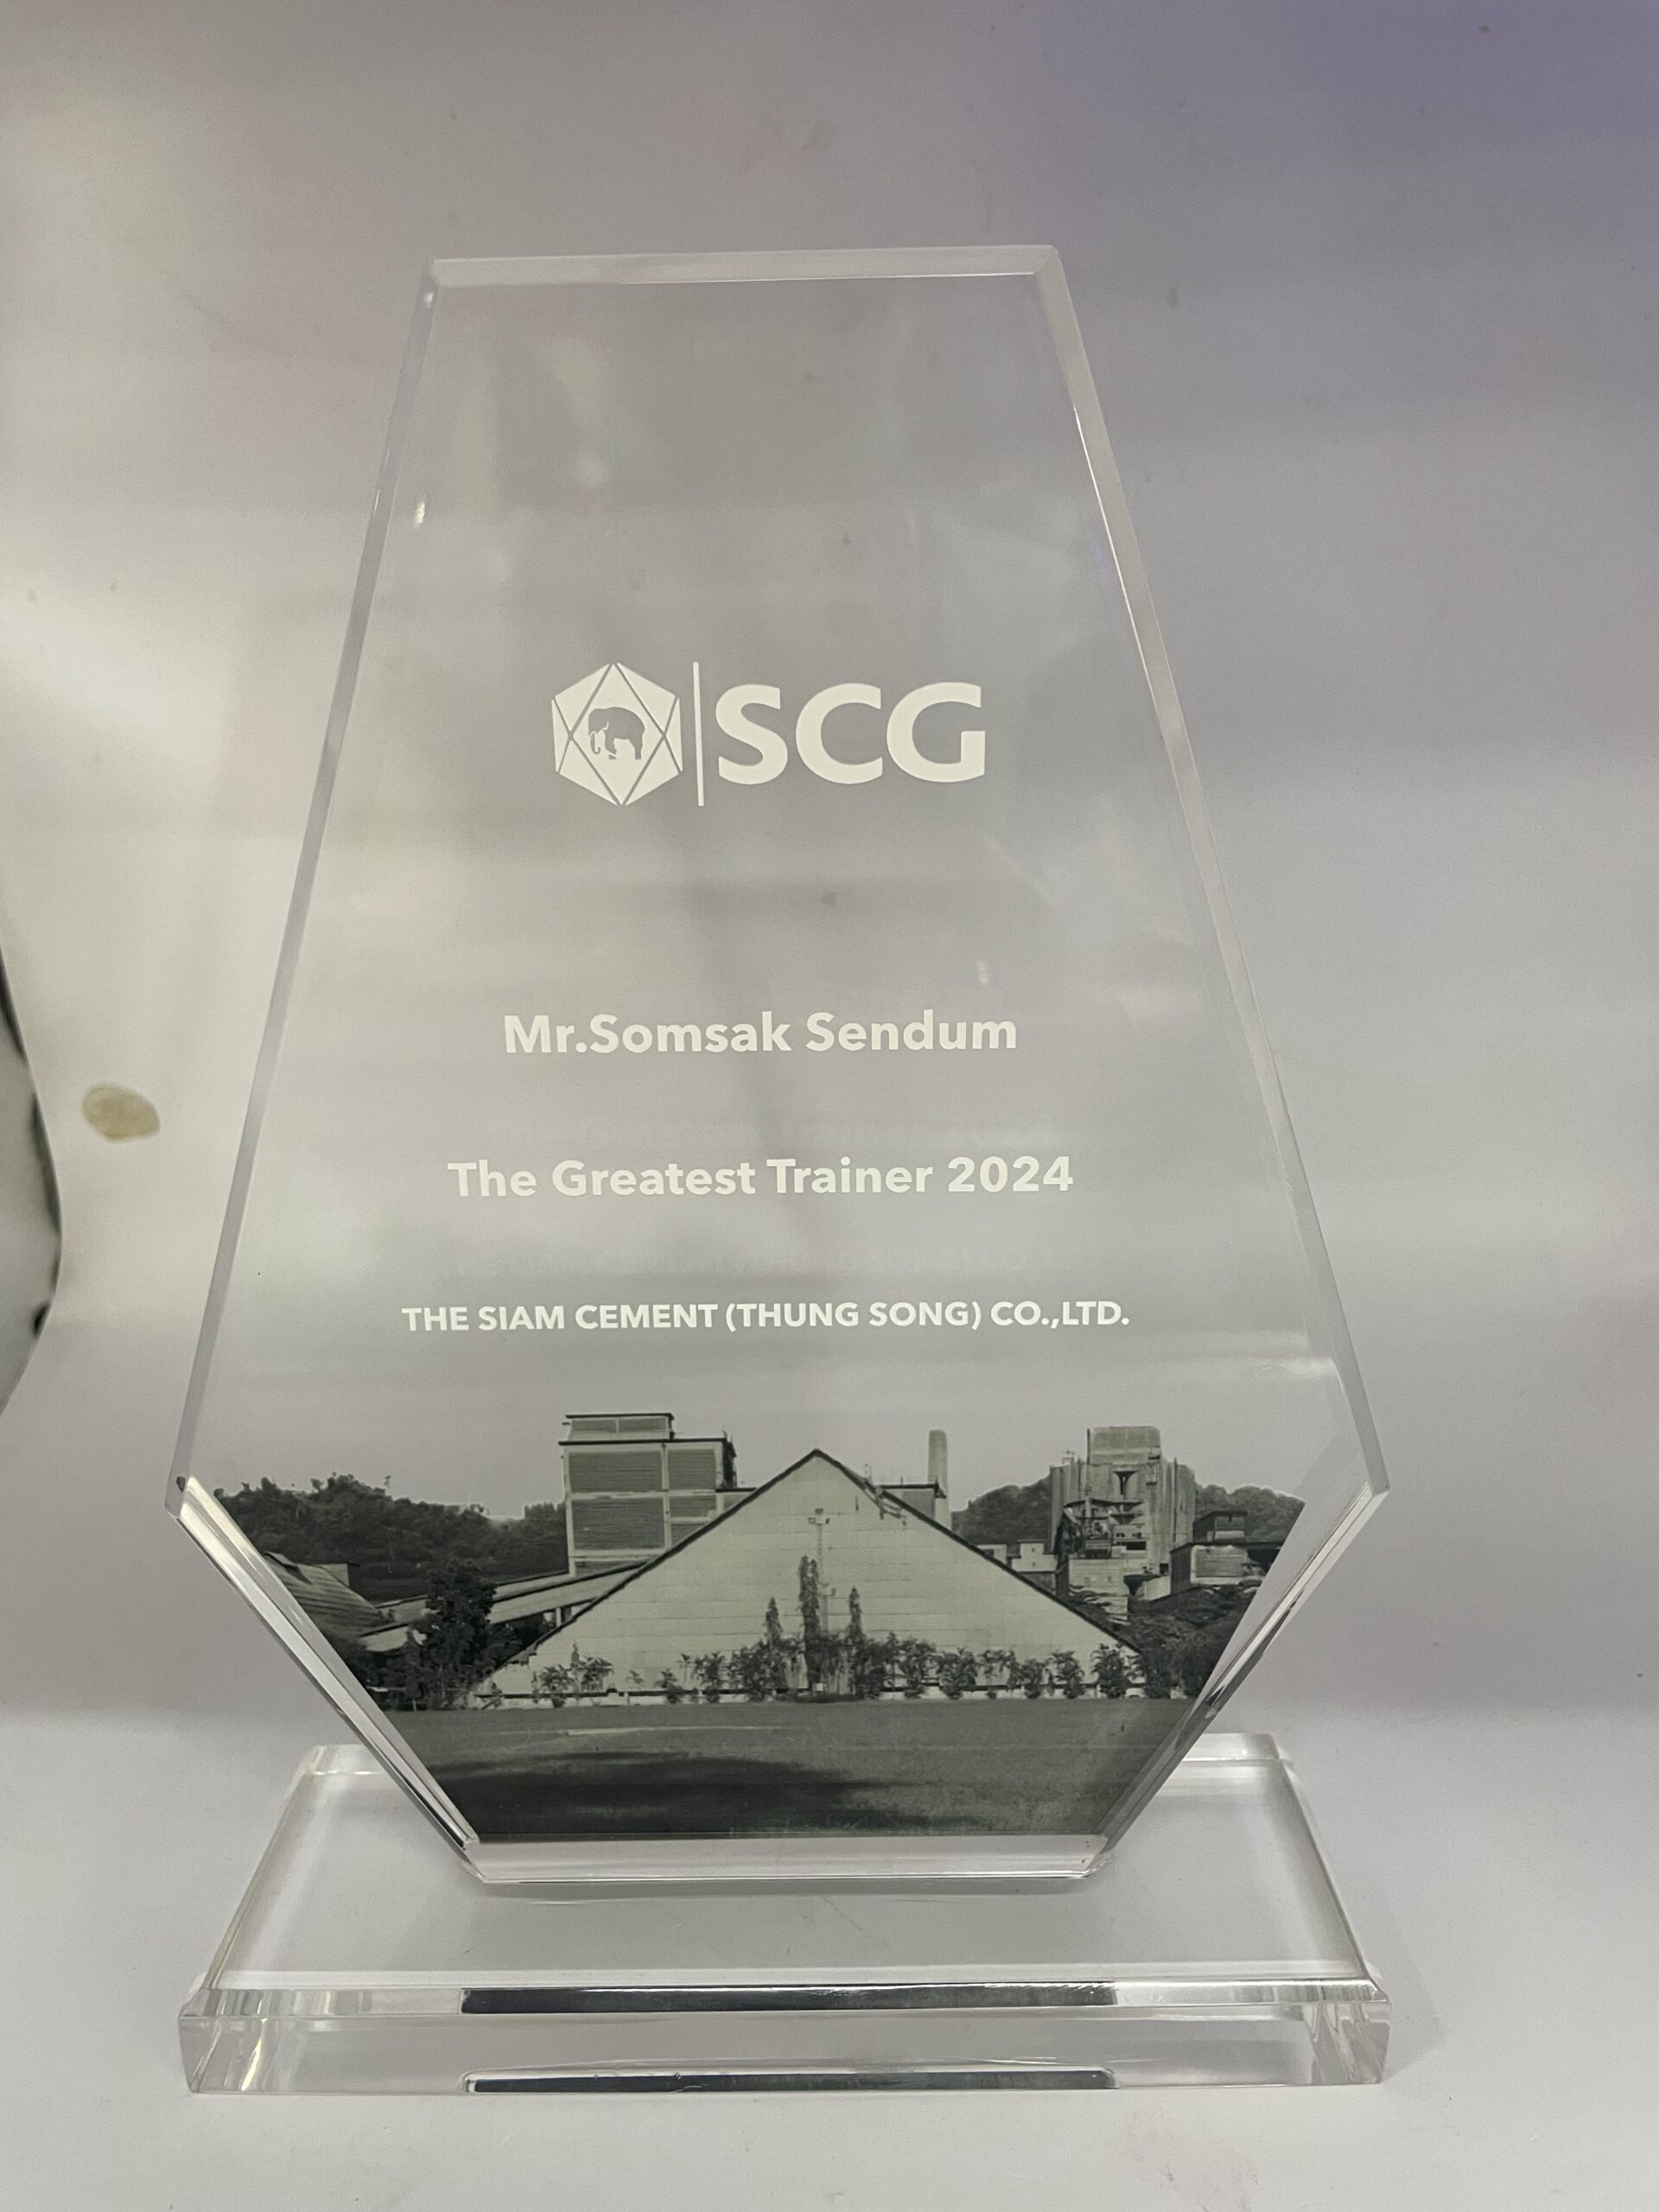 SCG
Mr.Somsak Sendum
The Greatest Trainer 2024
THE SIAM CEMENT (THUNG SONG) CO.,LTD.